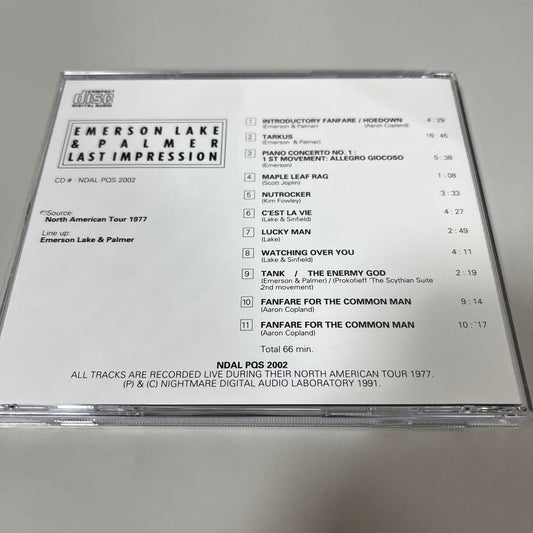 COMPACT
disc
DIGITAL AUDIO
EMERSON LAKE
& PALMER
LAST IMPRESSION
CD # : NDAL PQS 2002
Source:
North American Tour 1977
Line up:
Emerson Lake & Palmer
1 INTRODUCTORY FANFARE / HOEDOWN 4 : 29
(Emerson & Palmer) (Aaron Copland)
2 TARKUS 16 : 45
(Emerson & Palmer)
3 PIANO CONCERTO NO. 1 :
1 ST MOVEMENT: ALLEGRO GIOCOSO 5 : 38
4 MAPLE LEAF RAG 1 : 08
(Scott Joplin)
5 NUTROCKER 3 : 33
(Kim Fowley)
6 C'EST LA VIE 4 : 27
(Lake & Sinfield)
7 LUCKY MAN 2 : 49
(Lake)
8 WATCHING OVER YOU 4 : 11
(Lake & Sinfield)
9 TANK / THE ENERMY GOD 2 : 19
(Emerson & Palmer) / (Prokofieff 'The Scythian Suite
2nd movement)
10 FANFARE FOR THE COMMON MAN 9 : 14
(Aaron Copland)
11 FANFARE FOR THE COMMON MAN 10 : '17
(Aaron Copland)
Total 66 min.
NDAL PQS 2002
ALL TRACKS ARE RECORDED LIVE DURING THEIR NORTH AMERICAN TOUR 1977.
(P) & (C) NIGHTMARE DIGITAL AUDIO LABORATORY 1991.